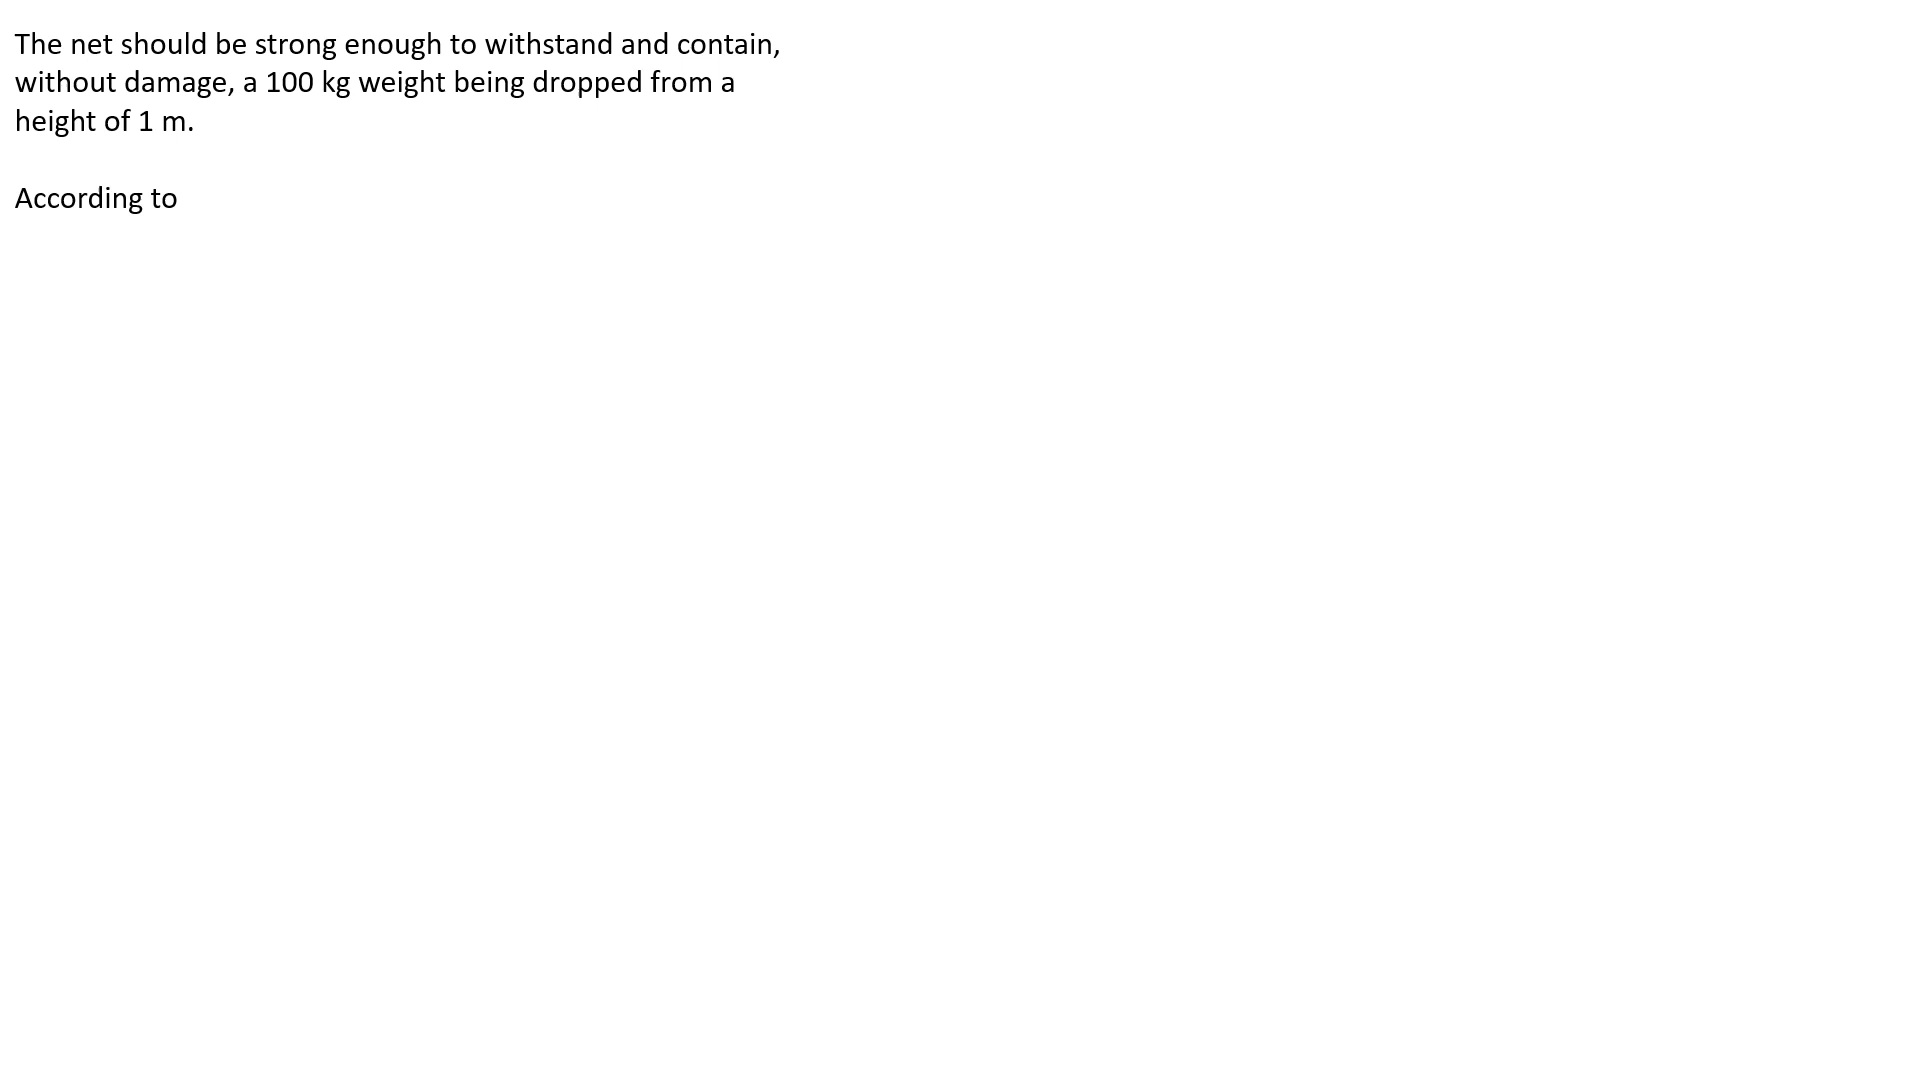 The net should be strong enough to withstand and contain,
without damage, a 100 kg weight being dropped from a
height of 1 m.
According to